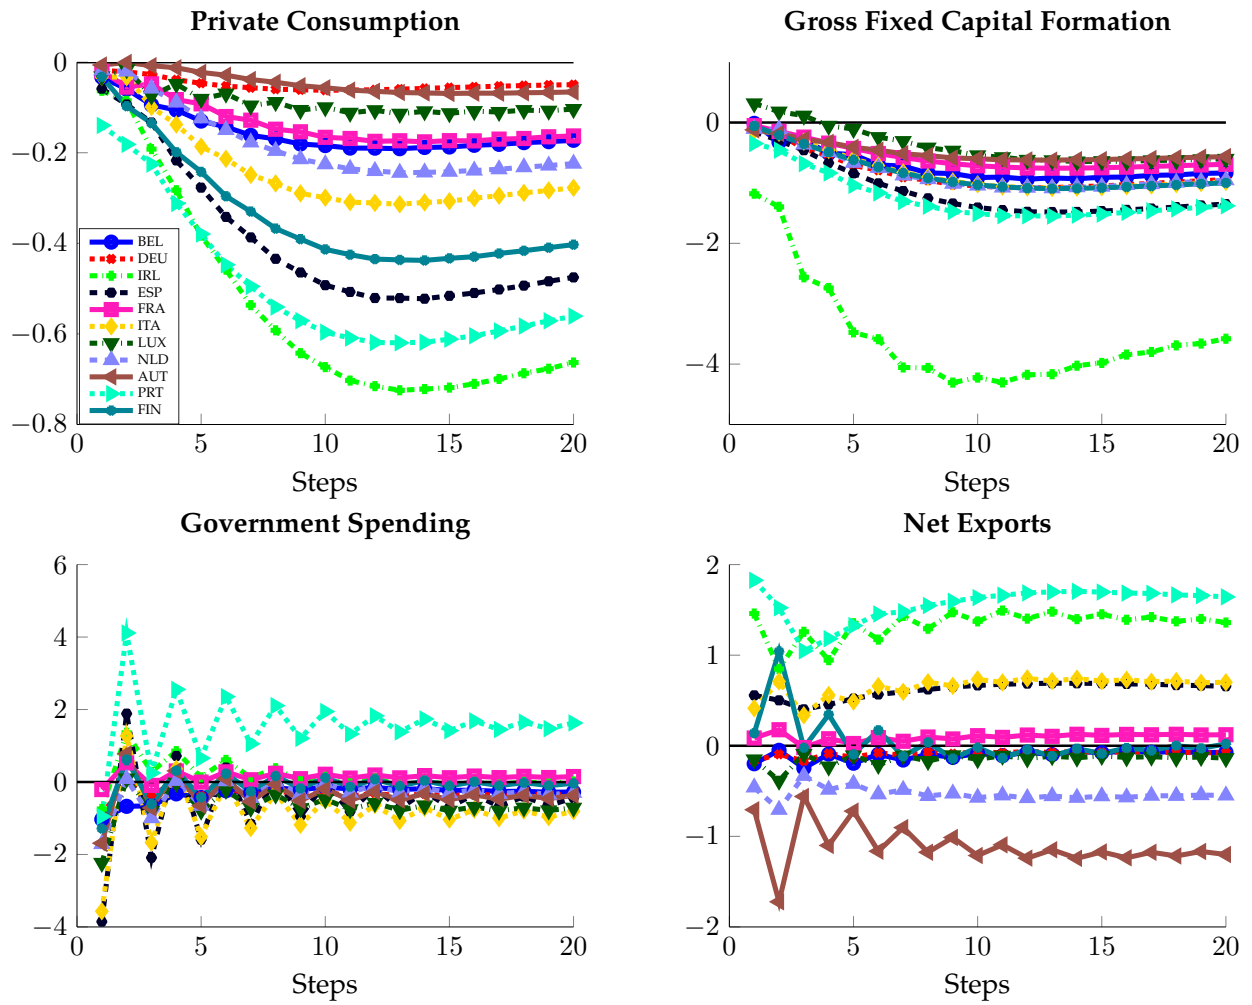 Private Consumption
0
−0.2
−0.4
−0.6
−0.8
BEL
DEU
IRL
ESP
FRA
ITA
LUX
NLD
AUT
PRT
FIN
0 5 10 15 20
Steps
Gross Fixed Capital Formation
0
−2
−4
0 5 10 15 20
Steps
Government Spending
6
4
2
0
−2
−4
0 5 10 15 20
Steps
Net Exports
2
1
0
−1
−2
0 5 10 15 20
Steps